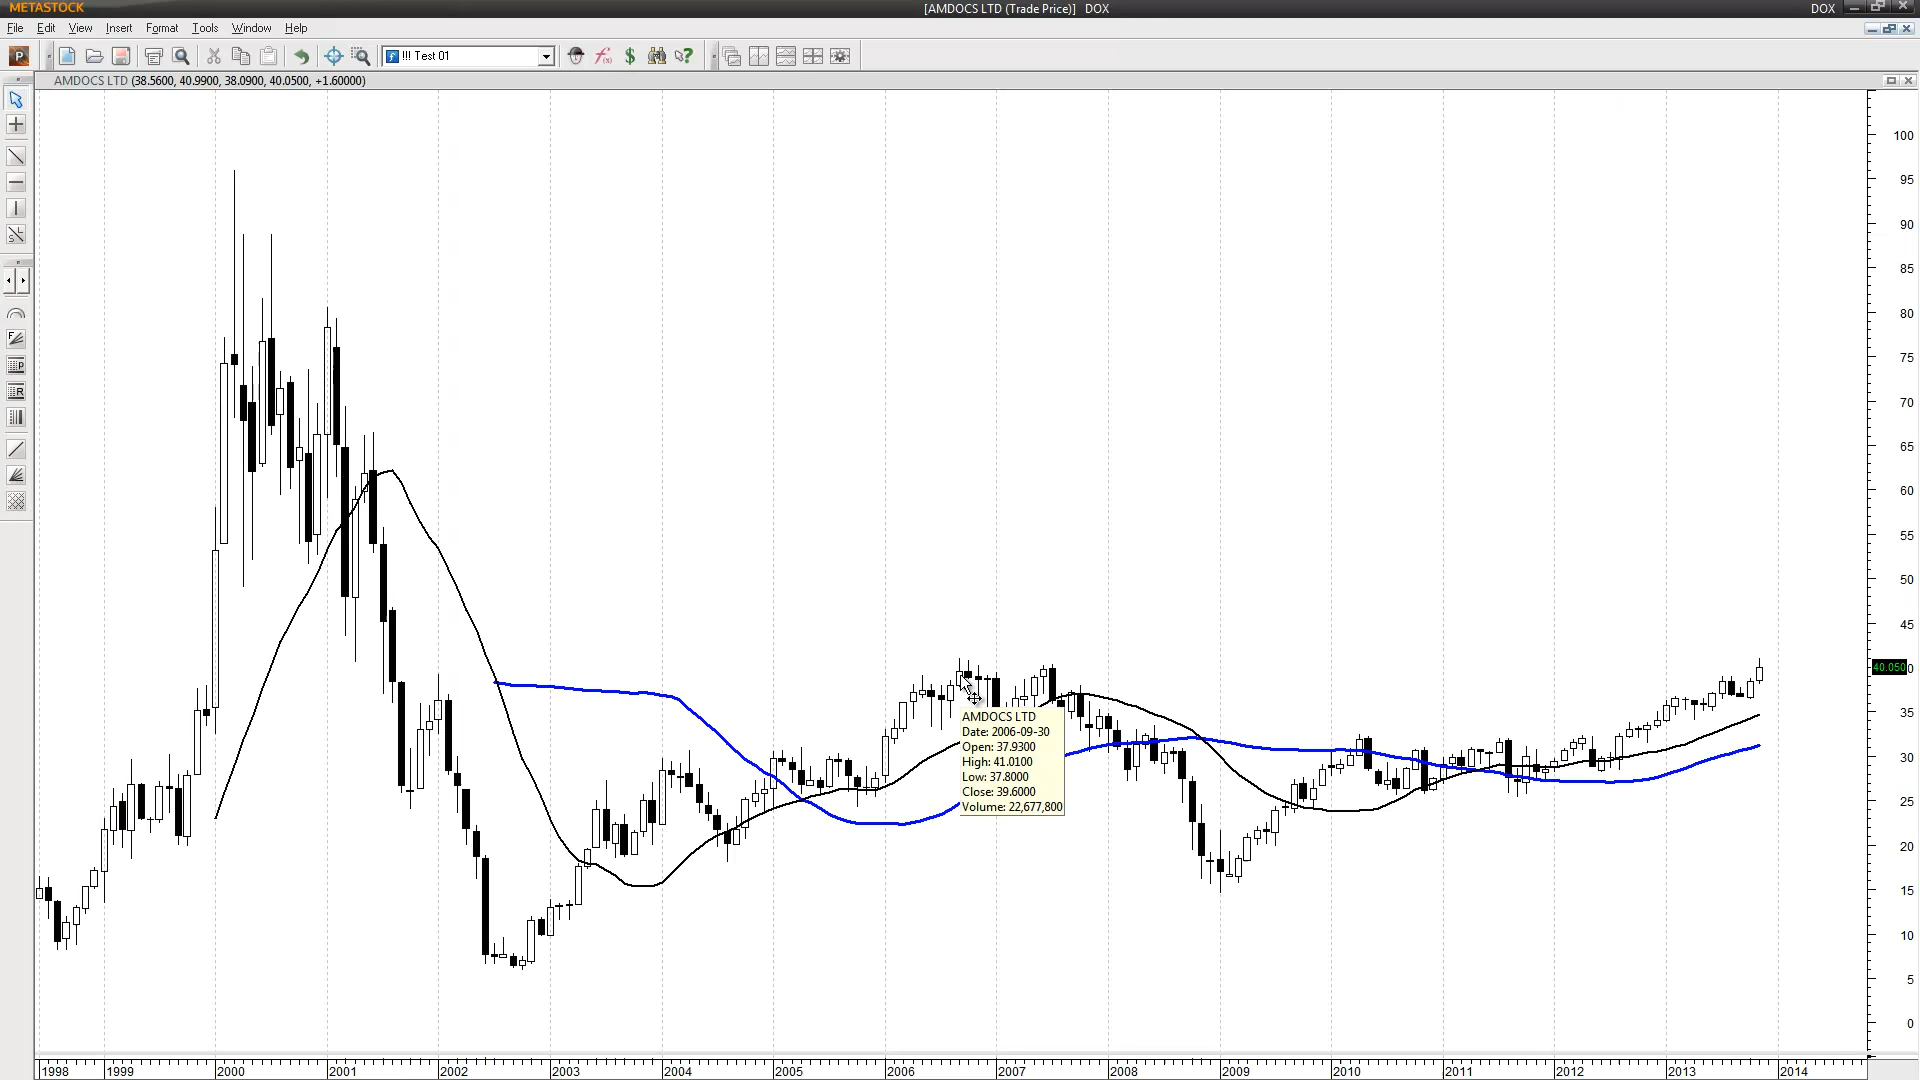 METASTOCK
[AMDOCS LTD (Trade Price)] DOX
DOX
File Edit View Insert Format Tools Window Help
!!! Test 01
AMDOCS LTD (38.5600, 40.9900, 38.0900, 40.0500, +1.60000)
100
95
90
85
80
75
70
65
60
55
50
45
40.050
35
30
25
20
15
10
5
0
AMDOCS LTD
Date: 2006-09-30
Open: 37.9300
High: 41.0100
Low: 37.8000
Close: 39.6000
Volume: 22,677,800
1998 1999 2000 2001 2002 2003 2004 2005 2006 2007 2008 2009 2010 2011 2012 2013 2014